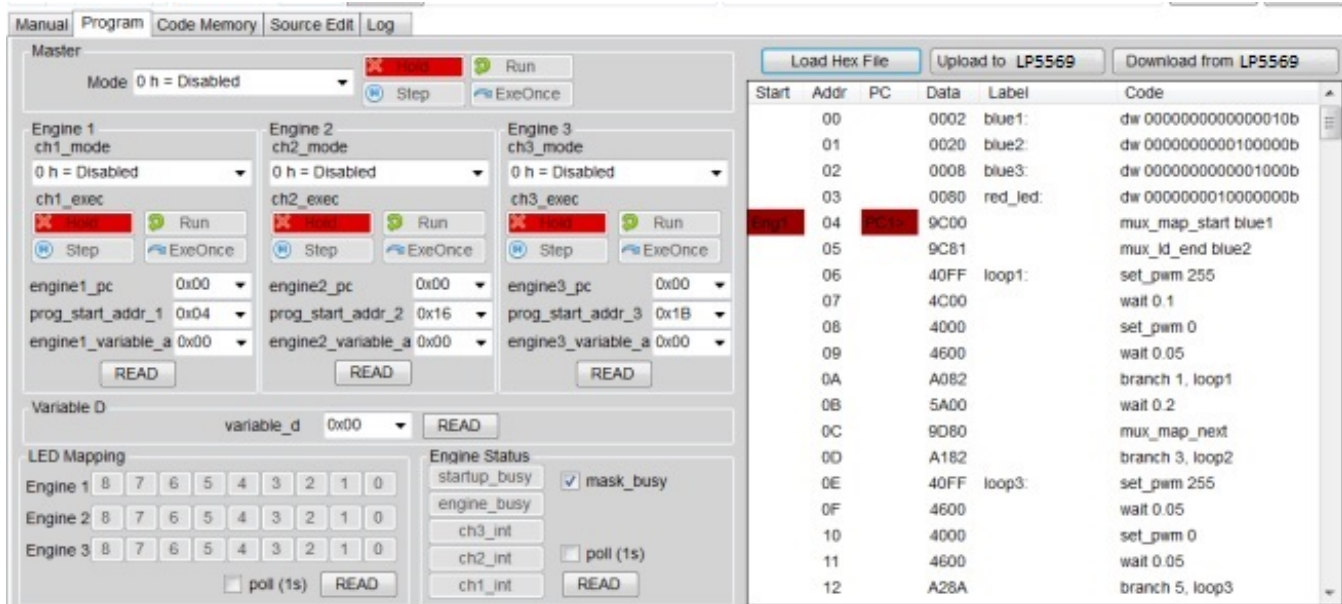 Manual Program Code Memory Source Edit Log
Master
Mode 0 h = Disabled
Hold Run
Step ExeOnce
Engine 1
ch1_mode
0 h = Disabled
ch1_exec
Hold Run
Step ExeOnce
engine1_pc 0x00
prog_start_addr_1 0x04
engine1_variable_a 0x00
READ
Engine 2
ch2_mode
0 h = Disabled
ch2_exec
Hold Run
Step ExeOnce
engine2_pc 0x00
prog_start_addr_2 0x16
engine2_variable_a 0x00
READ
Engine 3
ch3_mode
0 h = Disabled
ch3_exec
Hold Run
Step ExeOnce
engine3_pc 0x00
prog_start_addr_3 0x1B
engine3_variable_a 0x00
READ
Variable D
variable_d 0x00 READ
LED Mapping
Engine 1 8 7 6 5 4 3 2 1 0
Engine 2 8 7 6 5 4 3 2 1 0
Engine 3 8 7 6 5 4 3 2 1 0
poll (1s) READ
Engine Status
startup_busy mask_busy
engine_busy
ch3_int
ch2_int poll (1s)
ch1_int READ
Load Hex File Upload to LP5569 Download from LP5569
Start Addr PC Data Label Code
00 0002 blue1: dw 0000000000000010b
01 0020 blue2: dw 0000000000100000b
02 0008 blue3: dw 0000000000001000b
03 0080 red_led: dw 0000000010000000b
Eng1 04 PC1> 9C00 mux_map_start blue1
05 9C81 mux_ld_end blue2
06 40FF loop1: set_pwm 255
07 4C00 wait 0.1
08 4000 set_pwm 0
09 4600 wait 0.05
0A A082 branch 1, loop1
0B 5A00 wait 0.2
0C 9D80 mux_map_next
0D A182 branch 3, loop2
0E 40FF loop3: set_pwm 255
0F 4600 wait 0.05
10 4000 set_pwm 0
11 4600 wait 0.05
12 A28A branch 5, loop3